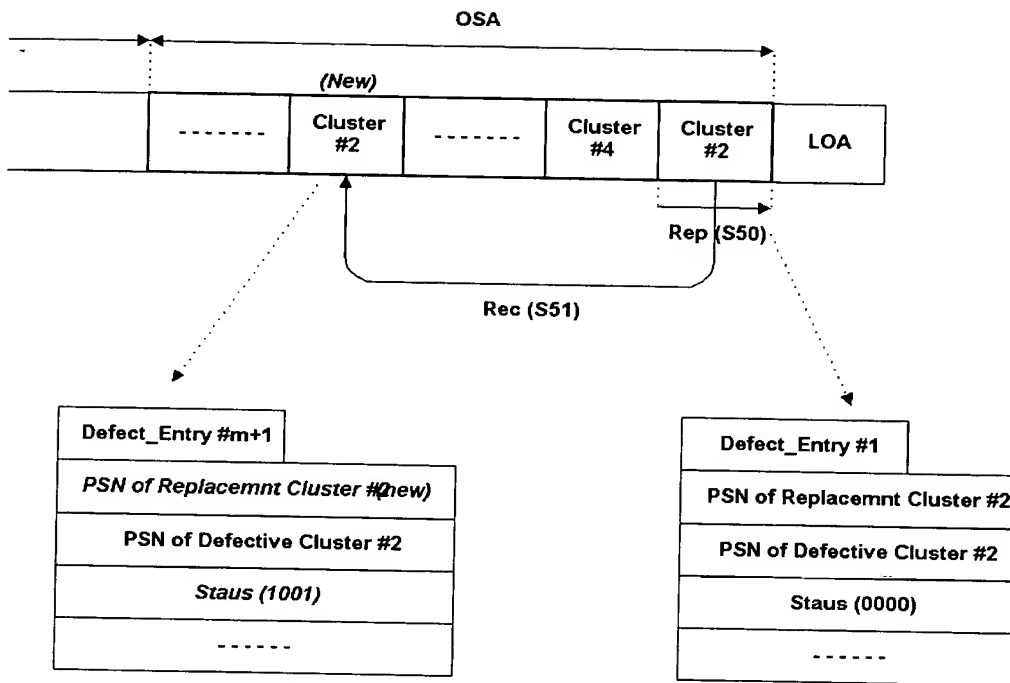 OSA
(New)
------- Cluster #2 ------- Cluster #4 Cluster #2 LOA
Rep (S50)
Rec (S51)
Defect_Entry #m+1
PSN of Replacemnt Cluster #2(new)
PSN of Defective Cluster #2
Staus (1001)
------
Defect_Entry #1
PSN of Replacemnt Cluster #2
PSN of Defective Cluster #2
Staus (0000)
------